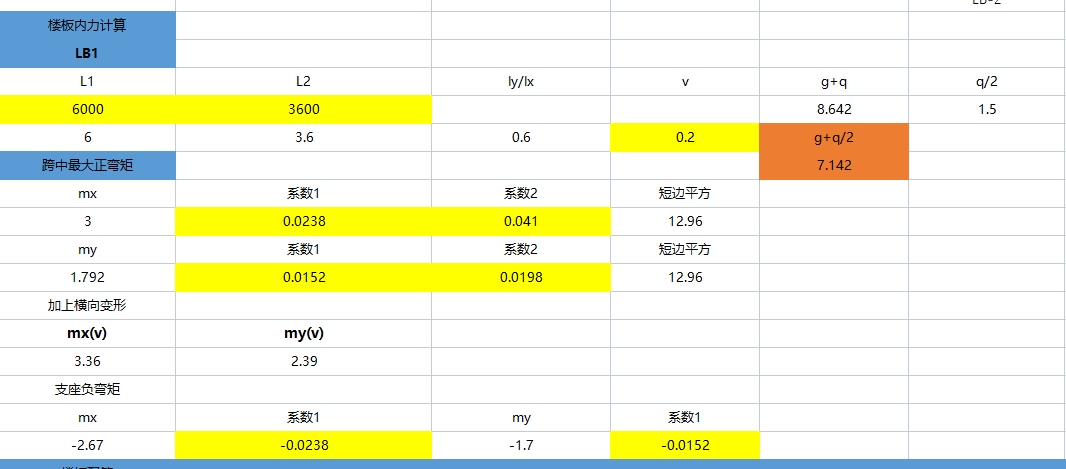 楼板内力计算
LB1
L1 L2 ly/lx v g+q q/2
6000 3600 8.642 1.5
6 3.6 0.6 0.2 g+q/2
跨中最大正弯矩 7.142
mx 系数1 系数2 短边平方
3 0.0238 0.041 12.96
my 系数1 系数2 短边平方
1.792 0.0152 0.0198 12.96
加上横向变形
mx(v) my(v)
3.36 2.39
支座负弯矩
mx 系数1 my 系数1
-2.67 -0.0238 -1.7 -0.0152